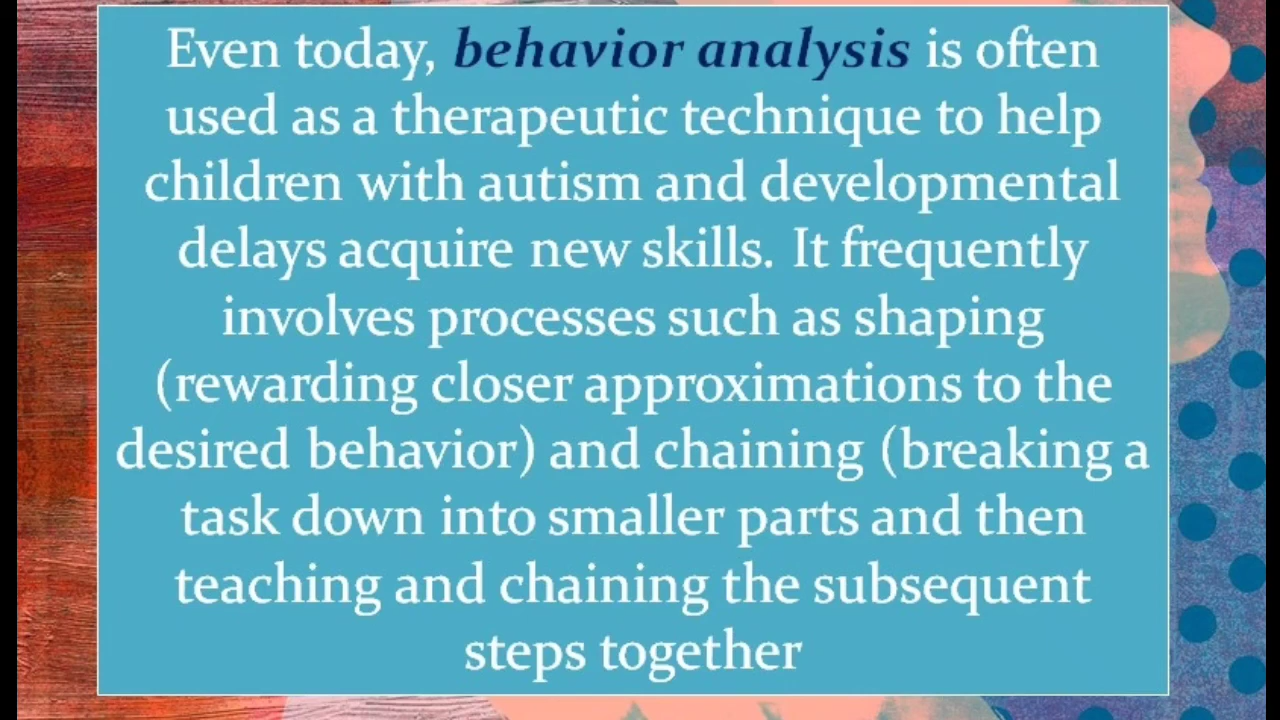 Even today, behavior analysis is often
used as a therapeutic technique to help
children with autism and developmental
delays acquire new skills. It frequently
involves processes such as shaping
(rewarding closer approximations to the
desired behavior) and chaining (breaking a
task down into smaller parts and then
teaching and chaining the subsequent
steps together